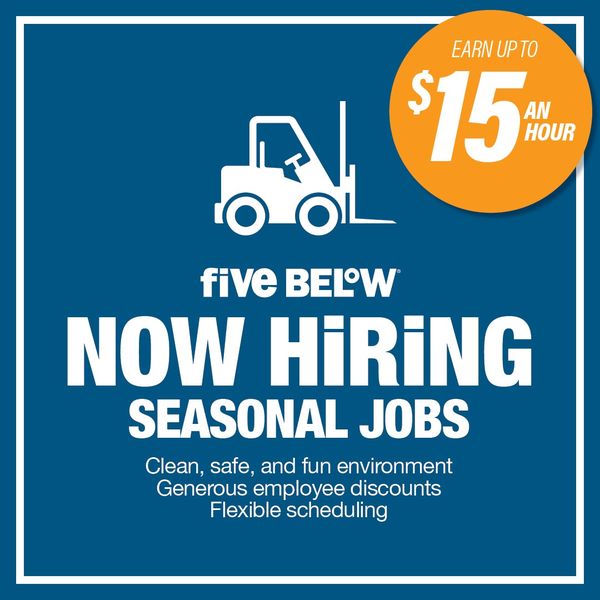 EARN UP TO
$15 AN HOUR
five BELOW®
NOW HiRiNG
SEASONAL JOBS
Clean, safe, and fun environment
Generous employee discounts
Flexible scheduling